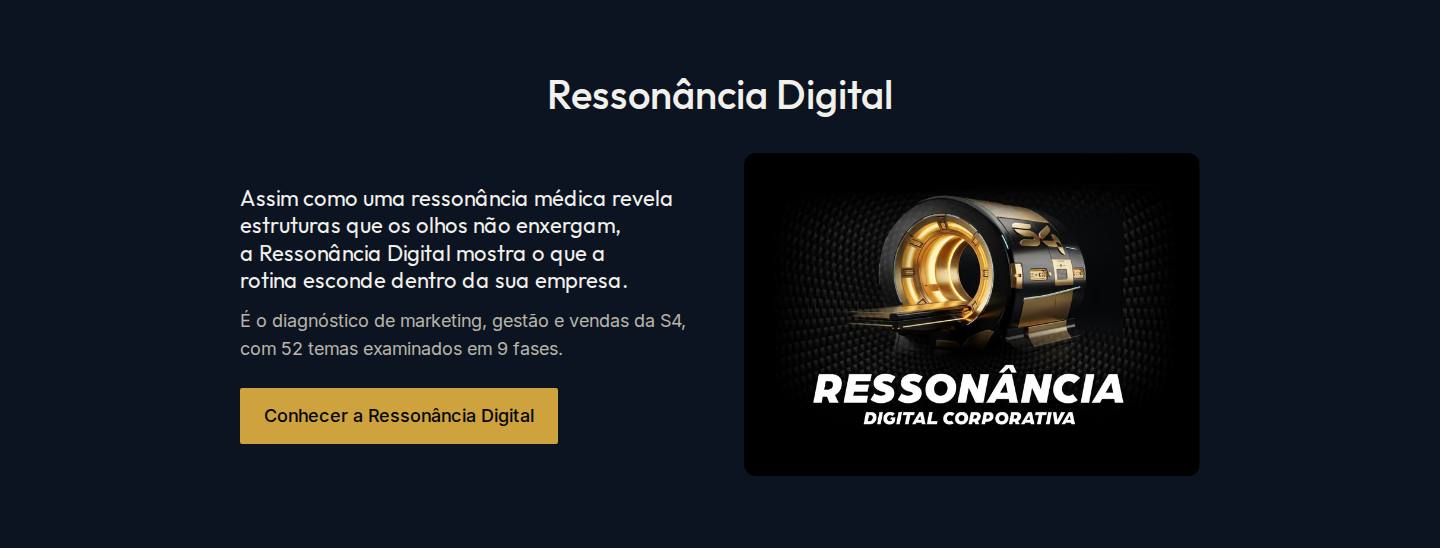 Ressonância Digital
Assim como uma ressonância médica revela
estruturas que os olhos não enxergam,
a Ressonância Digital mostra o que a
rotina esconde dentro da sua empresa.
É o diagnóstico de marketing, gestão e vendas da S4,
com 52 temas examinados em 9 fases.
Conhecer a Ressonância Digital
S4
RESSONÂNCIA
DIGITAL CORPORATIVA